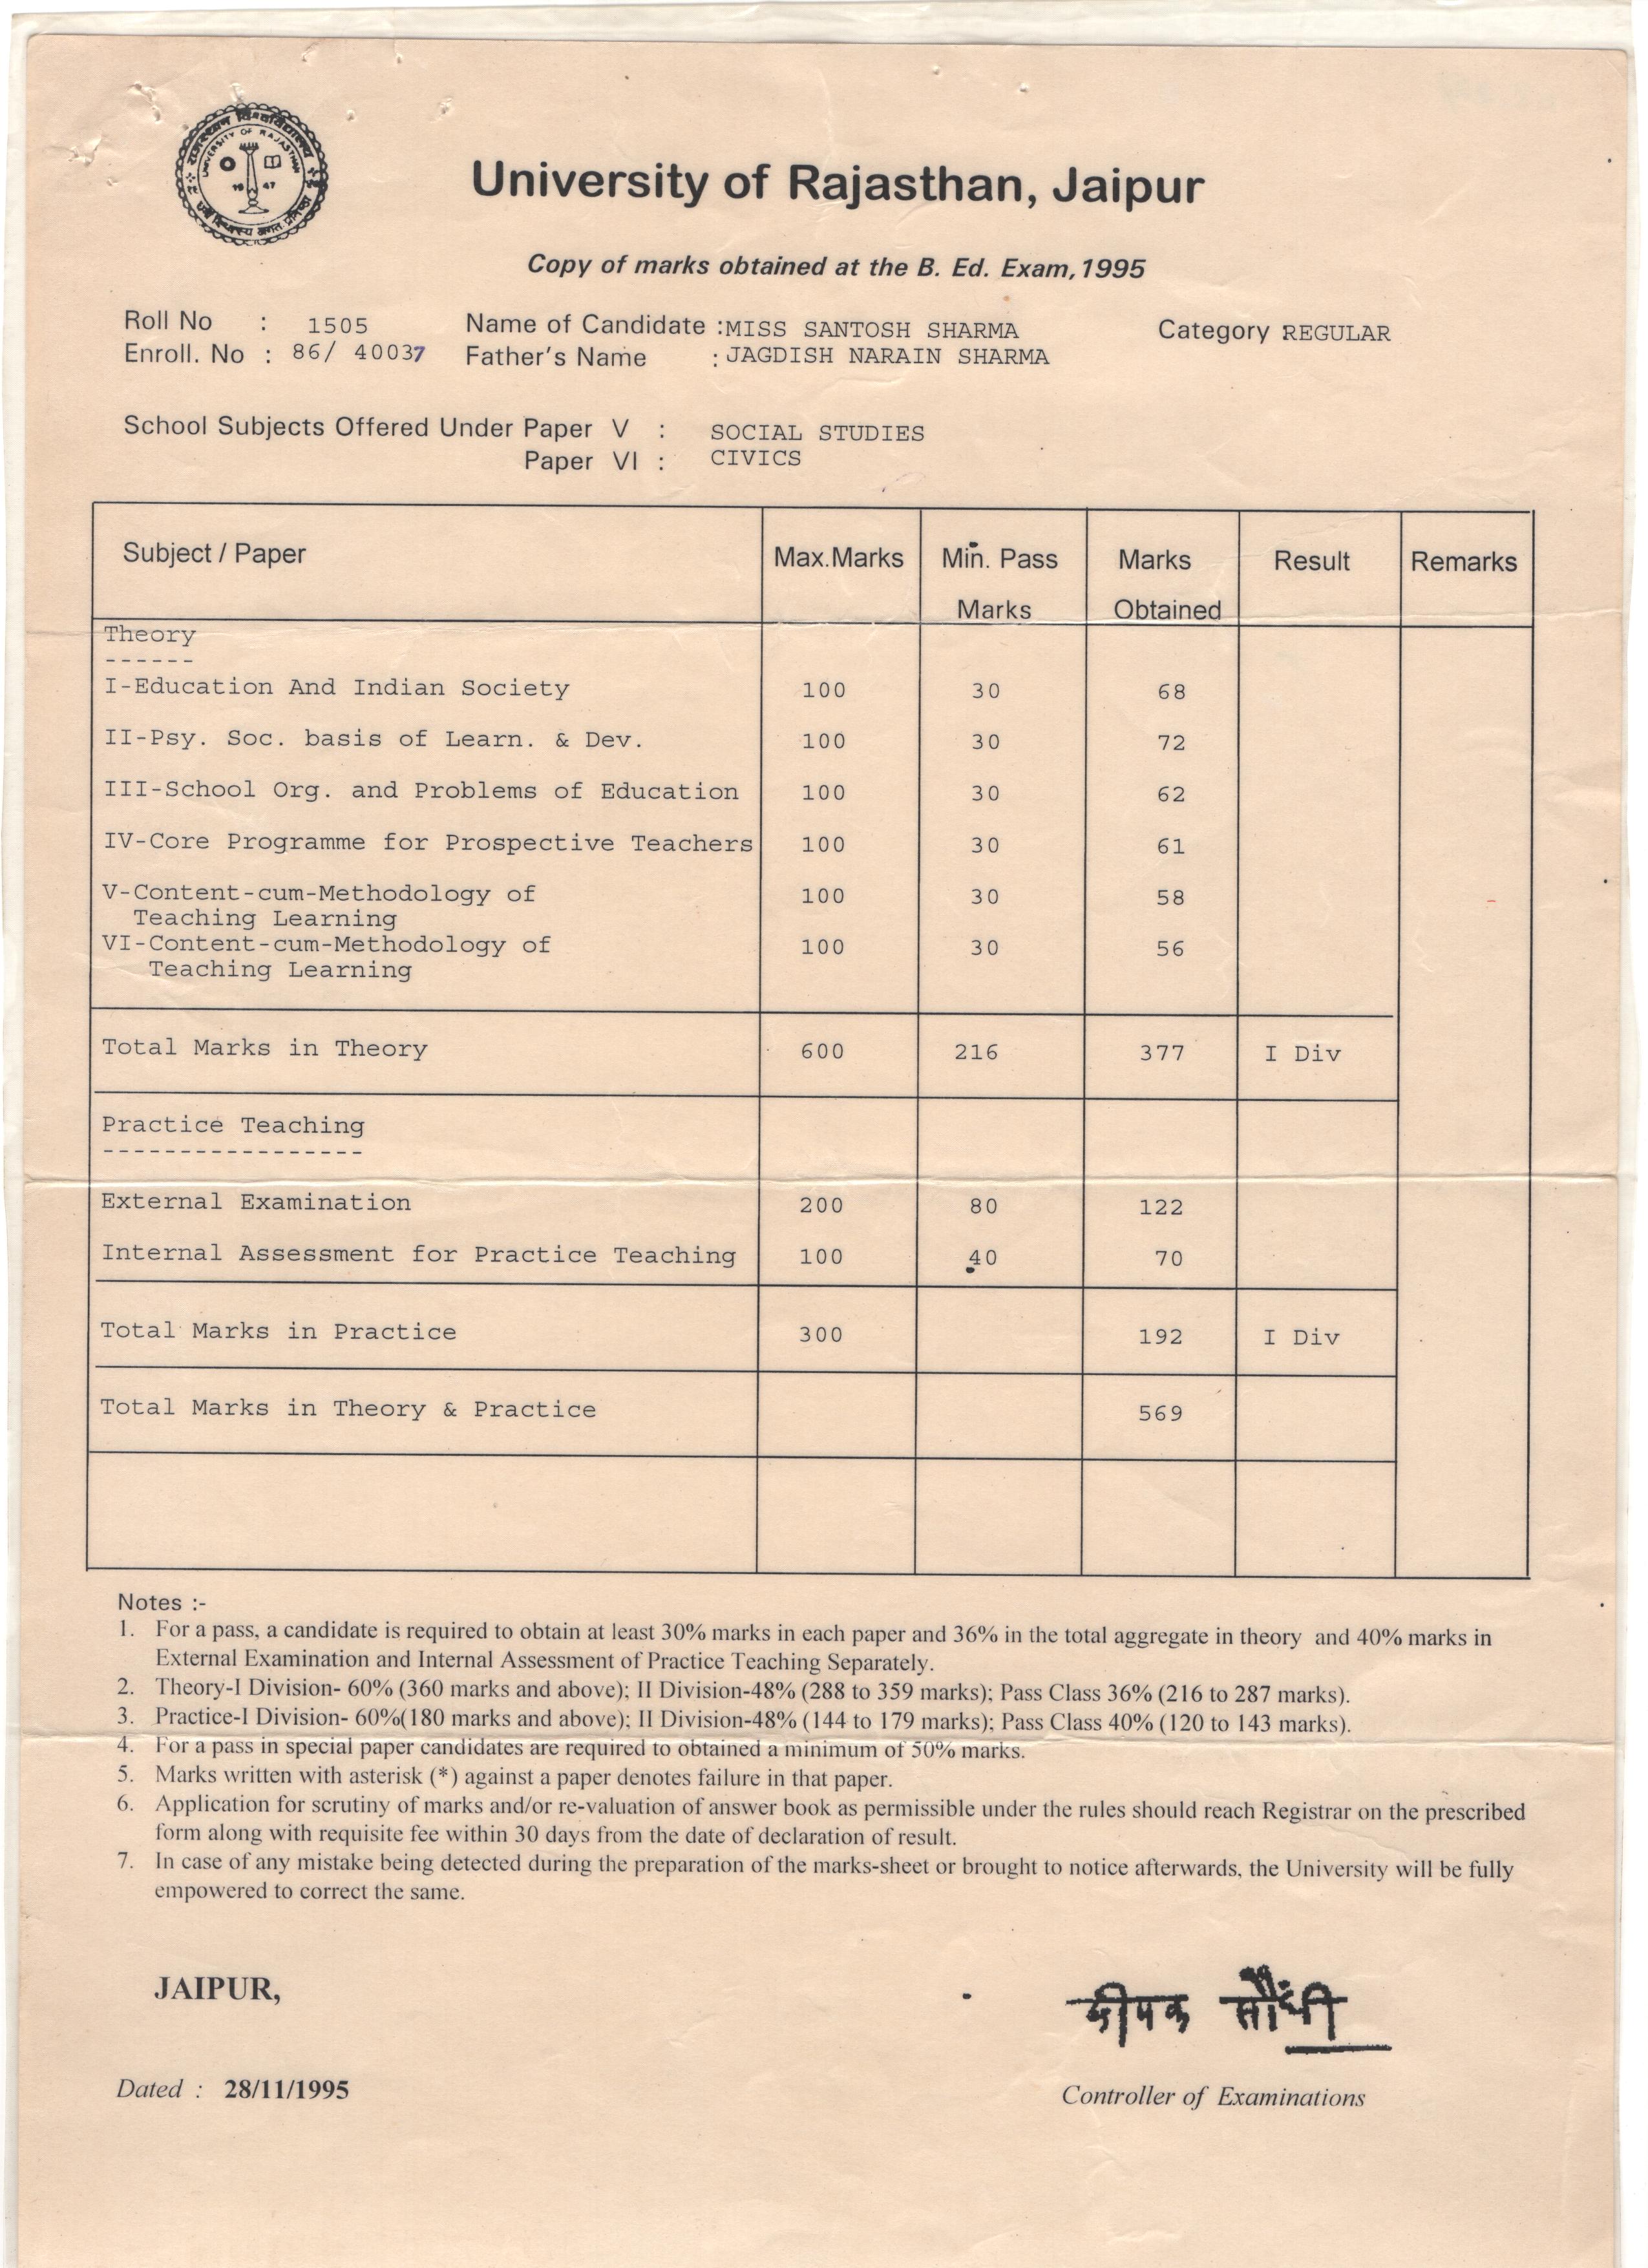 राजस्थान विश्वविद्यालय
UNIVERSITY OF RAJASTHAN
19 47
University of Rajasthan, Jaipur
Copy of marks obtained at the B. Ed. Exam, 1995
Roll No : 1505 Name of Candidate : MISS SANTOSH SHARMA Category : REGULAR
Enroll. No : 86/ 40037 Father's Name : JAGDISH NARAIN SHARMA
School Subjects Offered Under Paper V : SOCIAL STUDIES
Paper VI : CIVICS
Subject / Paper Max.Marks Min. Pass Marks Result Remarks
Marks Obtained
Theory
------
I-Education And Indian Society 100 30 68
II-Psy. Soc. basis of Learn. & Dev. 100 30 72
III-School Org. and Problems of Education 100 30 62
IV-Core Programme for Prospective Teachers 100 30 61
V-Content-cum-Methodology of 100 30 58
Teaching Learning
VI-Content-cum-Methodology of 100 30 56
Teaching Learning
Total Marks in Theory 600 216 377 I Div
Practice Teaching
-----------------
External Examination 200 80 122
Internal Assessment for Practice Teaching 100 40 70
Total Marks in Practice 300 192 I Div
Total Marks in Theory & Practice 569
Notes :-
1. For a pass, a candidate is required to obtain at least 30% marks in each paper and 36% in the total aggregate in theory and 40% marks in
External Examination and Internal Assessment of Practice Teaching Separately.
2. Theory-I Division- 60% (360 marks and above); II Division-48% (288 to 359 marks); Pass Class 36% (216 to 287 marks).
3. Practice-I Division- 60%(180 marks and above); II Division-48% (144 to 179 marks); Pass Class 40% (120 to 143 marks).
4. For a pass in special paper candidates are required to obtained a minimum of 50% marks.
5. Marks written with asterisk (*) against a paper denotes failure in that paper.
6. Application for scrutiny of marks and/or re-valuation of answer book as permissible under the rules should reach Registrar on the prescribed
form along with requisite fee within 30 days from the date of declaration of result.
7. In case of any mistake being detected during the preparation of the marks-sheet or brought to notice afterwards, the University will be fully
empowered to correct the same.
JAIPUR,
दीपक
Dated : 28/11/1995
Controller of Examinations